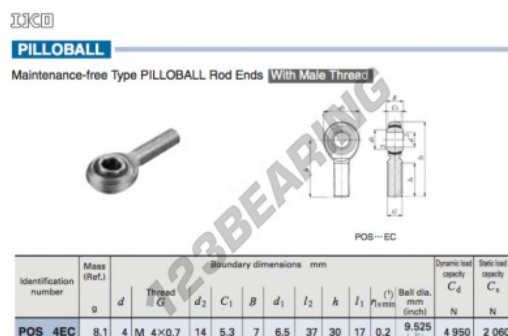 IKO
PILLOBALL
Maintenance-free Type PILLOBALL Rod Ends With Male Thread
123BEARING
POS…EC
Identification number
Mass (Ref.) g
Boundary dimensions mm
d
Thread G
d2 C1 B d1 l2 h l1 r1s min (1)
Ball dia. mm (inch)
Dynamic load capacity Cd N
Static load capacity Cs N
POS 4EC 8.1 4 M 4×0.7 14 5.3 7 6.5 37 30 17 0.2 9.525 4 950 2 060